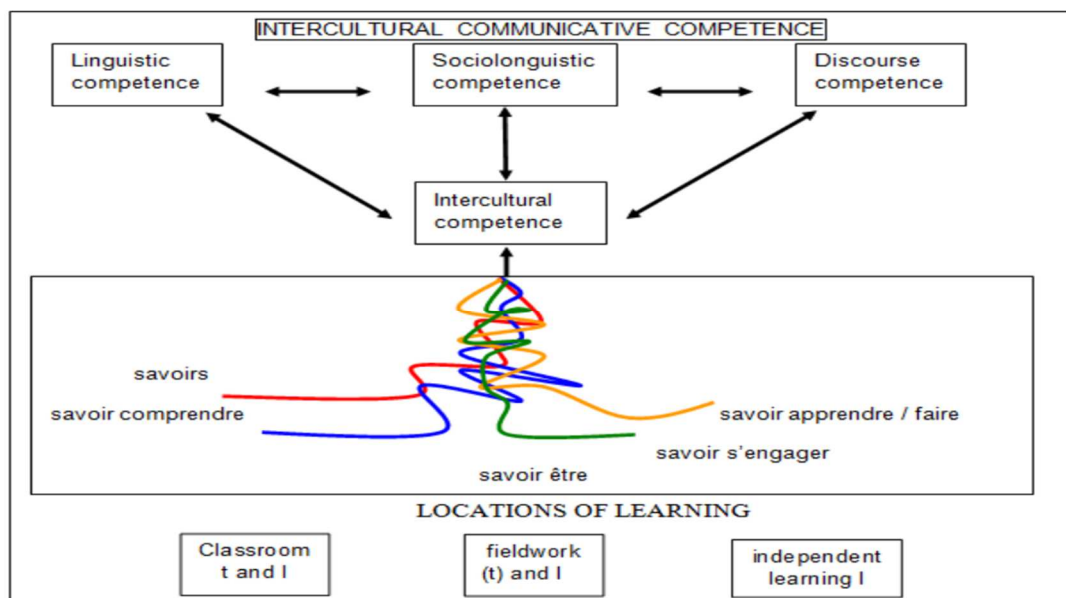 INTERCULTURAL COMMUNICATIVE COMPETENCE
Linguistic
competence
Sociolonguistic
competence
Discourse
competence
Intercultural
competence
savoirs
savoir comprendre
savoir apprendre / faire
savoir s'engager
savoir être
LOCATIONS OF LEARNING
Classroom
t and l
fieldwork
(t) and l
independent
learning l